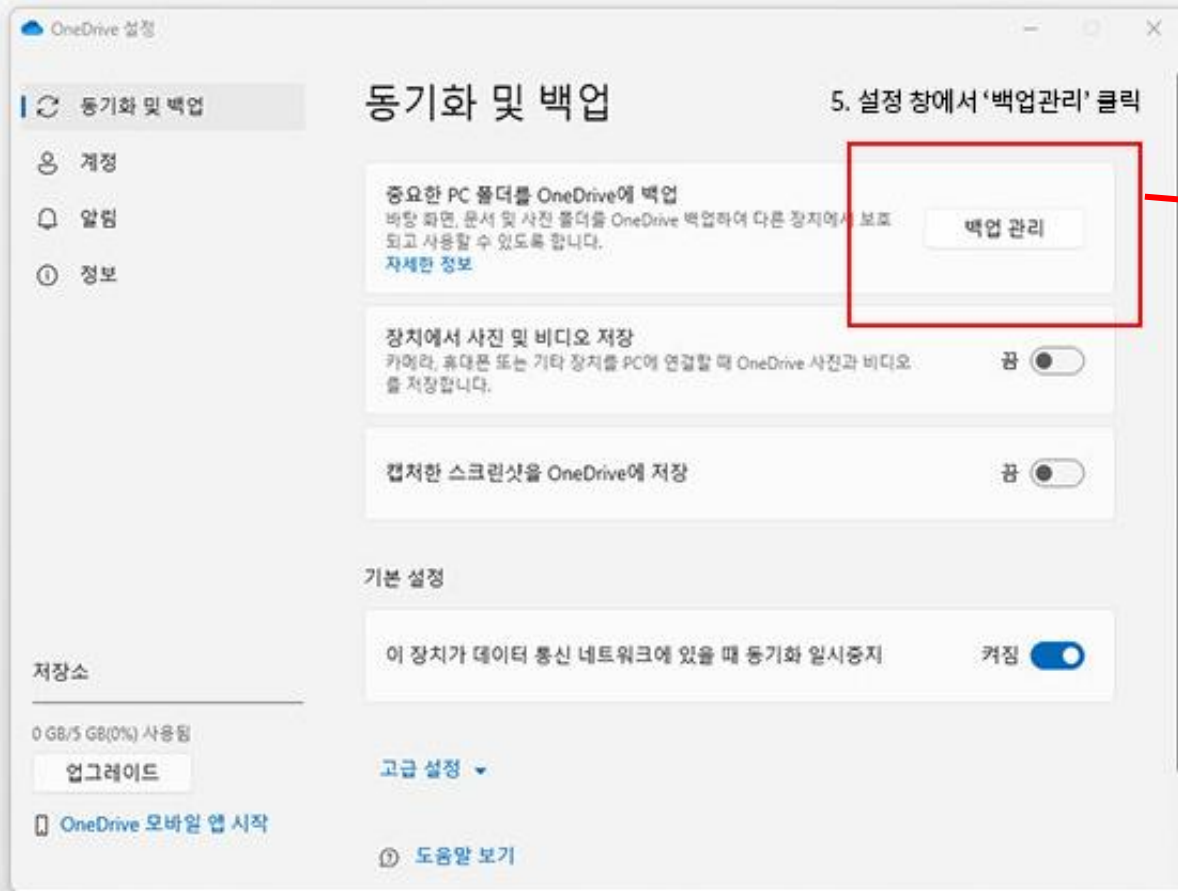 OneDrive 설정
동기화 및 백업
계정
알림
정보
동기화 및 백업
5. 설정 창에서 ‘백업관리’ 클릭
중요한 PC 폴더를 OneDrive에 백업
바탕 화면, 문서 및 사진 폴더를 OneDrive 백업하여 다른 장치에서 보호
되고 사용할 수 있도록 합니다.
자세한 정보
백업 관리
장치에서 사진 및 비디오 저장
카메라, 휴대폰 또는 기타 장치를 PC에 연결할 때 OneDrive 사진과 비디오
를 저장합니다.
끔
캡처한 스크린샷을 OneDrive에 저장
끔
기본 설정
이 장치가 데이터 통신 네트워크에 있을 때 동기화 일시중지
켜짐
고급 설정
도움말 보기
저장소
0 GB/5 GB(0%) 사용됨
업그레이드
OneDrive 모바일 앱 시작